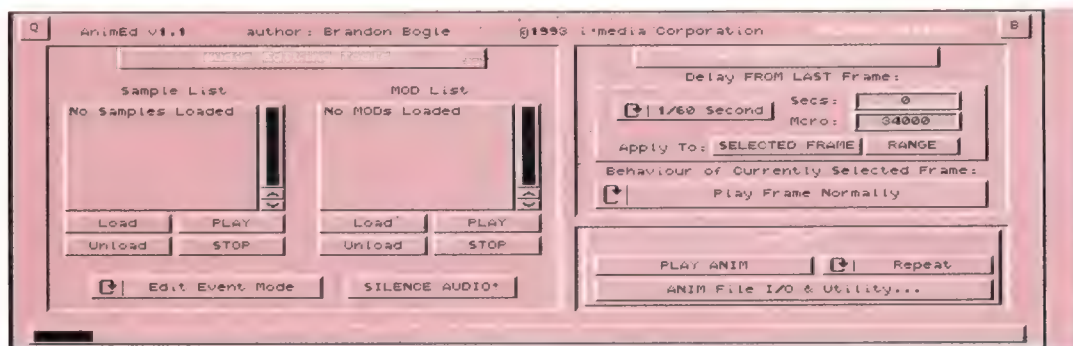 Q
AnimEd v1.1 author: Brandon Bogle ©1993 i·media Corporation
B
Audio Editing Tools
Sample List
No Samples Loaded
Load PLAY
Unload STOP
MOD List
No MODs Loaded
Load PLAY
Unload STOP
Edit Event Mode
SILENCE AUDIO*
Delay FROM LAST Frame:
1/60 Second
Secs: 0
Mcro: 34000
Apply To: SELECTED FRAME RANGE
Behaviour of Currently Selected Frame:
Play Frame Normally
PLAY ANIM Repeat
ANIM File I/O & Utility...